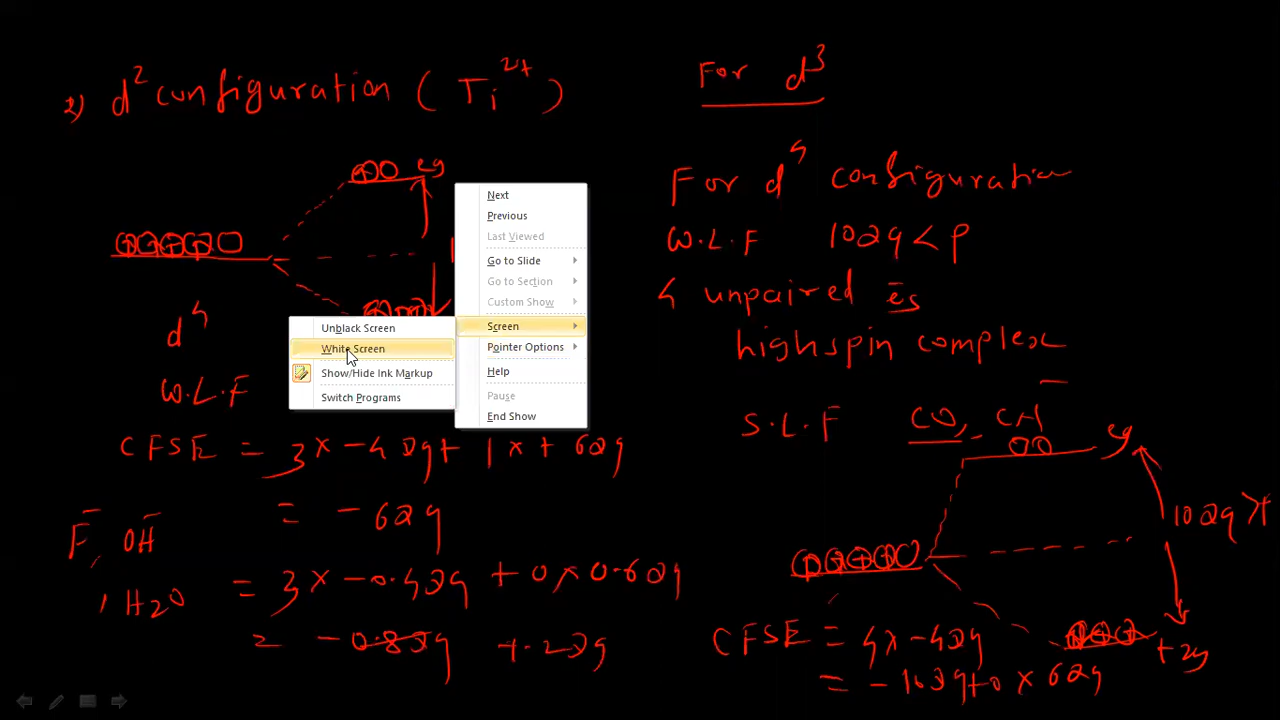 2) d² configuration ( Ti²⁺ )
eg
d⁴
W.L.F
CFSE = 3 x -4Dq + 1 x + 6Dq
= - 6Dq
F⁻, OH⁻
, H2O
= 3 x -0.4Dq + 0 x 0.6Dq
= - 0.8Dq + .2Dq
Next
Previous
Last Viewed
Go to Slide
Go to Section
Custom Show
Screen
Pointer Options
Help
Pause
End Show
Unblack Screen
White Screen
Show/Hide Ink Markup
Switch Programs
For d³
For d⁴ configuration
W.L.F 10Dq < P
4 unpaired e⁻s
highspin complex
S.L.F CO,
eg
10Dq >
CFSE = 4x -4Dq
= - 16Dq + 0 x 6Dq